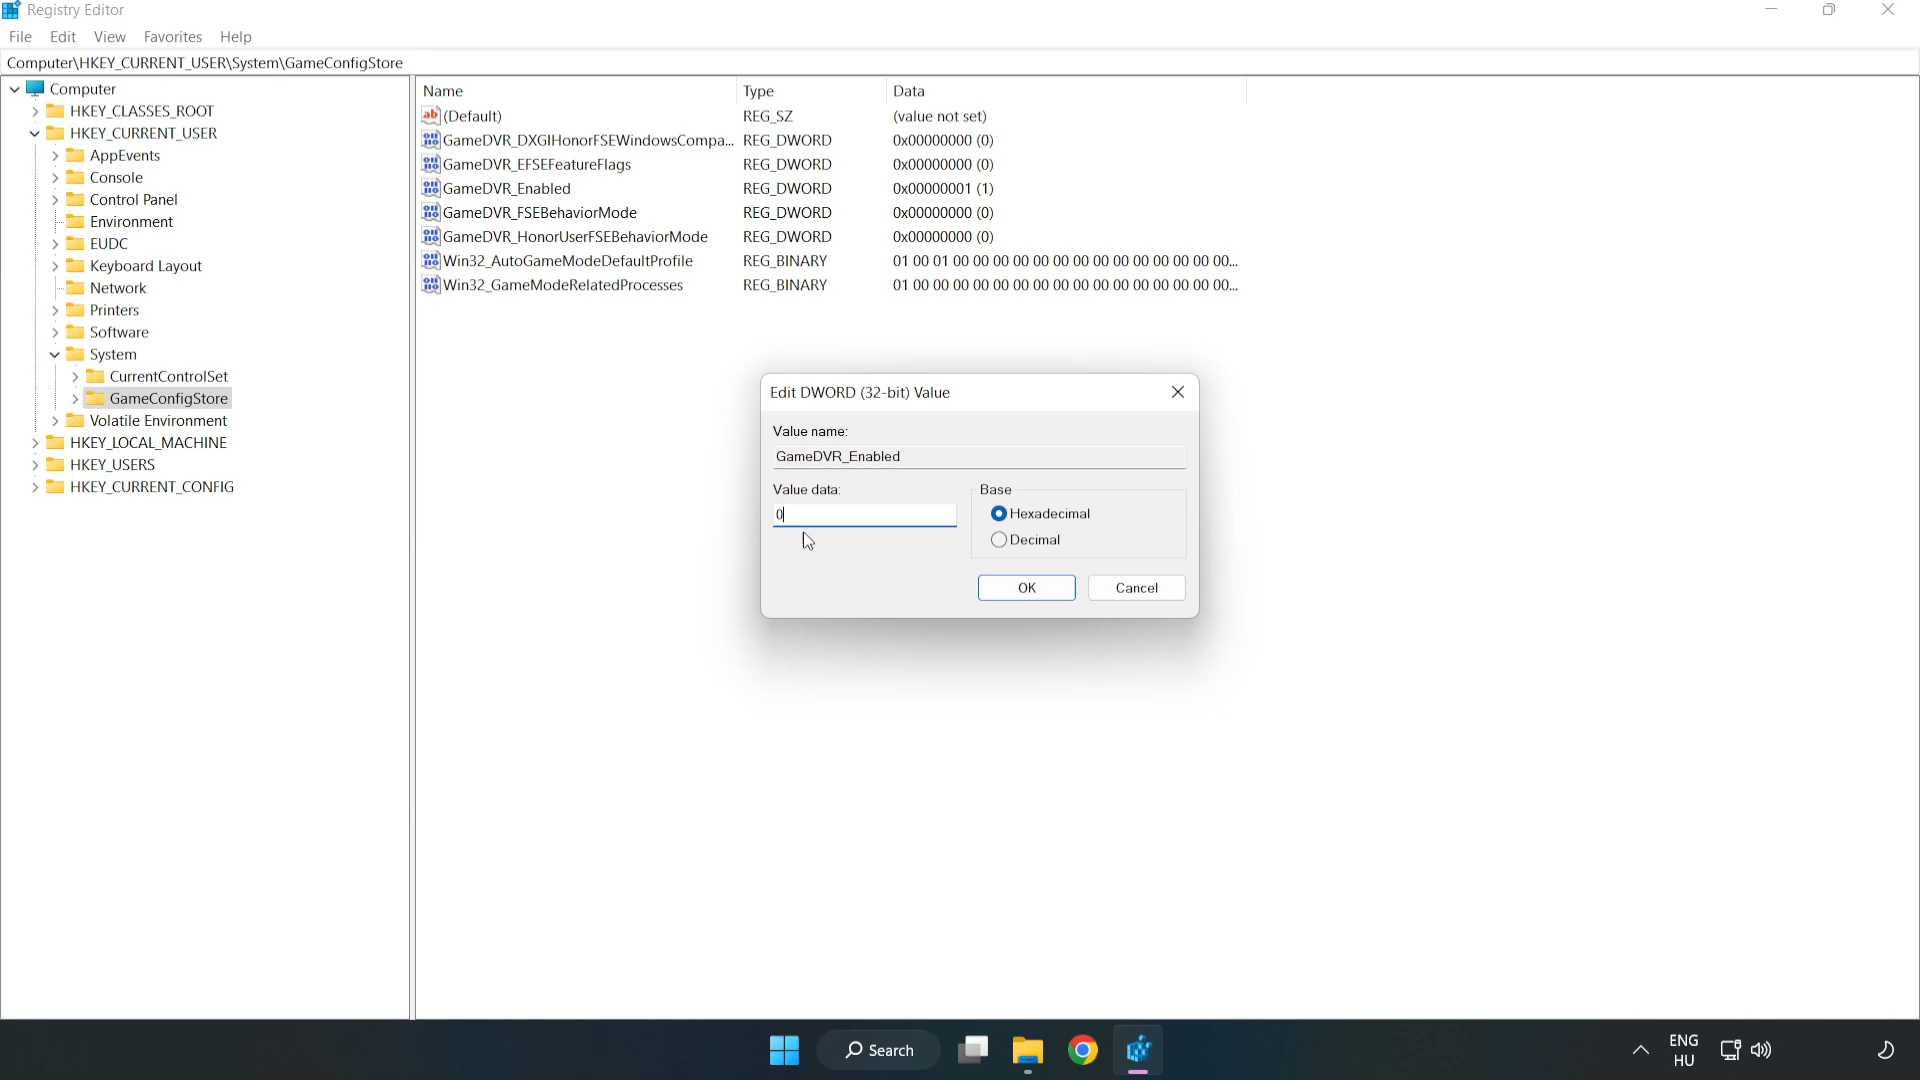 Registry Editor
File Edit View Favorites Help
Computer\HKEY_CURRENT_USER\System\GameConfigStore
Computer
HKEY_CLASSES_ROOT
HKEY_CURRENT_USER
AppEvents
Console
Control Panel
Environment
EUDC
Keyboard Layout
Network
Printers
Software
System
CurrentControlSet
GameConfigStore
Volatile Environment
HKEY_LOCAL_MACHINE
HKEY_USERS
HKEY_CURRENT_CONFIG
Name Type Data
(Default) REG_SZ (value not set)
GameDVR_DXGIHonorFSEWindowsCompa... REG_DWORD 0x00000000 (0)
GameDVR_EFSEFeatureFlags REG_DWORD 0x00000000 (0)
GameDVR_Enabled REG_DWORD 0x00000001 (1)
GameDVR_FSEBehaviorMode REG_DWORD 0x00000000 (0)
GameDVR_HonorUserFSEBehaviorMode REG_DWORD 0x00000000 (0)
Win32_AutoGameModeDefaultProfile REG_BINARY 01 00 01 00 00 00 00 00 00 00 00 00 00 00 00 00 00...
Win32_GameModeRelatedProcesses REG_BINARY 01 00 00 00 00 00 00 00 00 00 00 00 00 00 00 00 00...
Edit DWORD (32-bit) Value
Value name:
GameDVR_Enabled
Value data:
0
Base
Hexadecimal
Decimal
OK Cancel
Search
ENG
HU